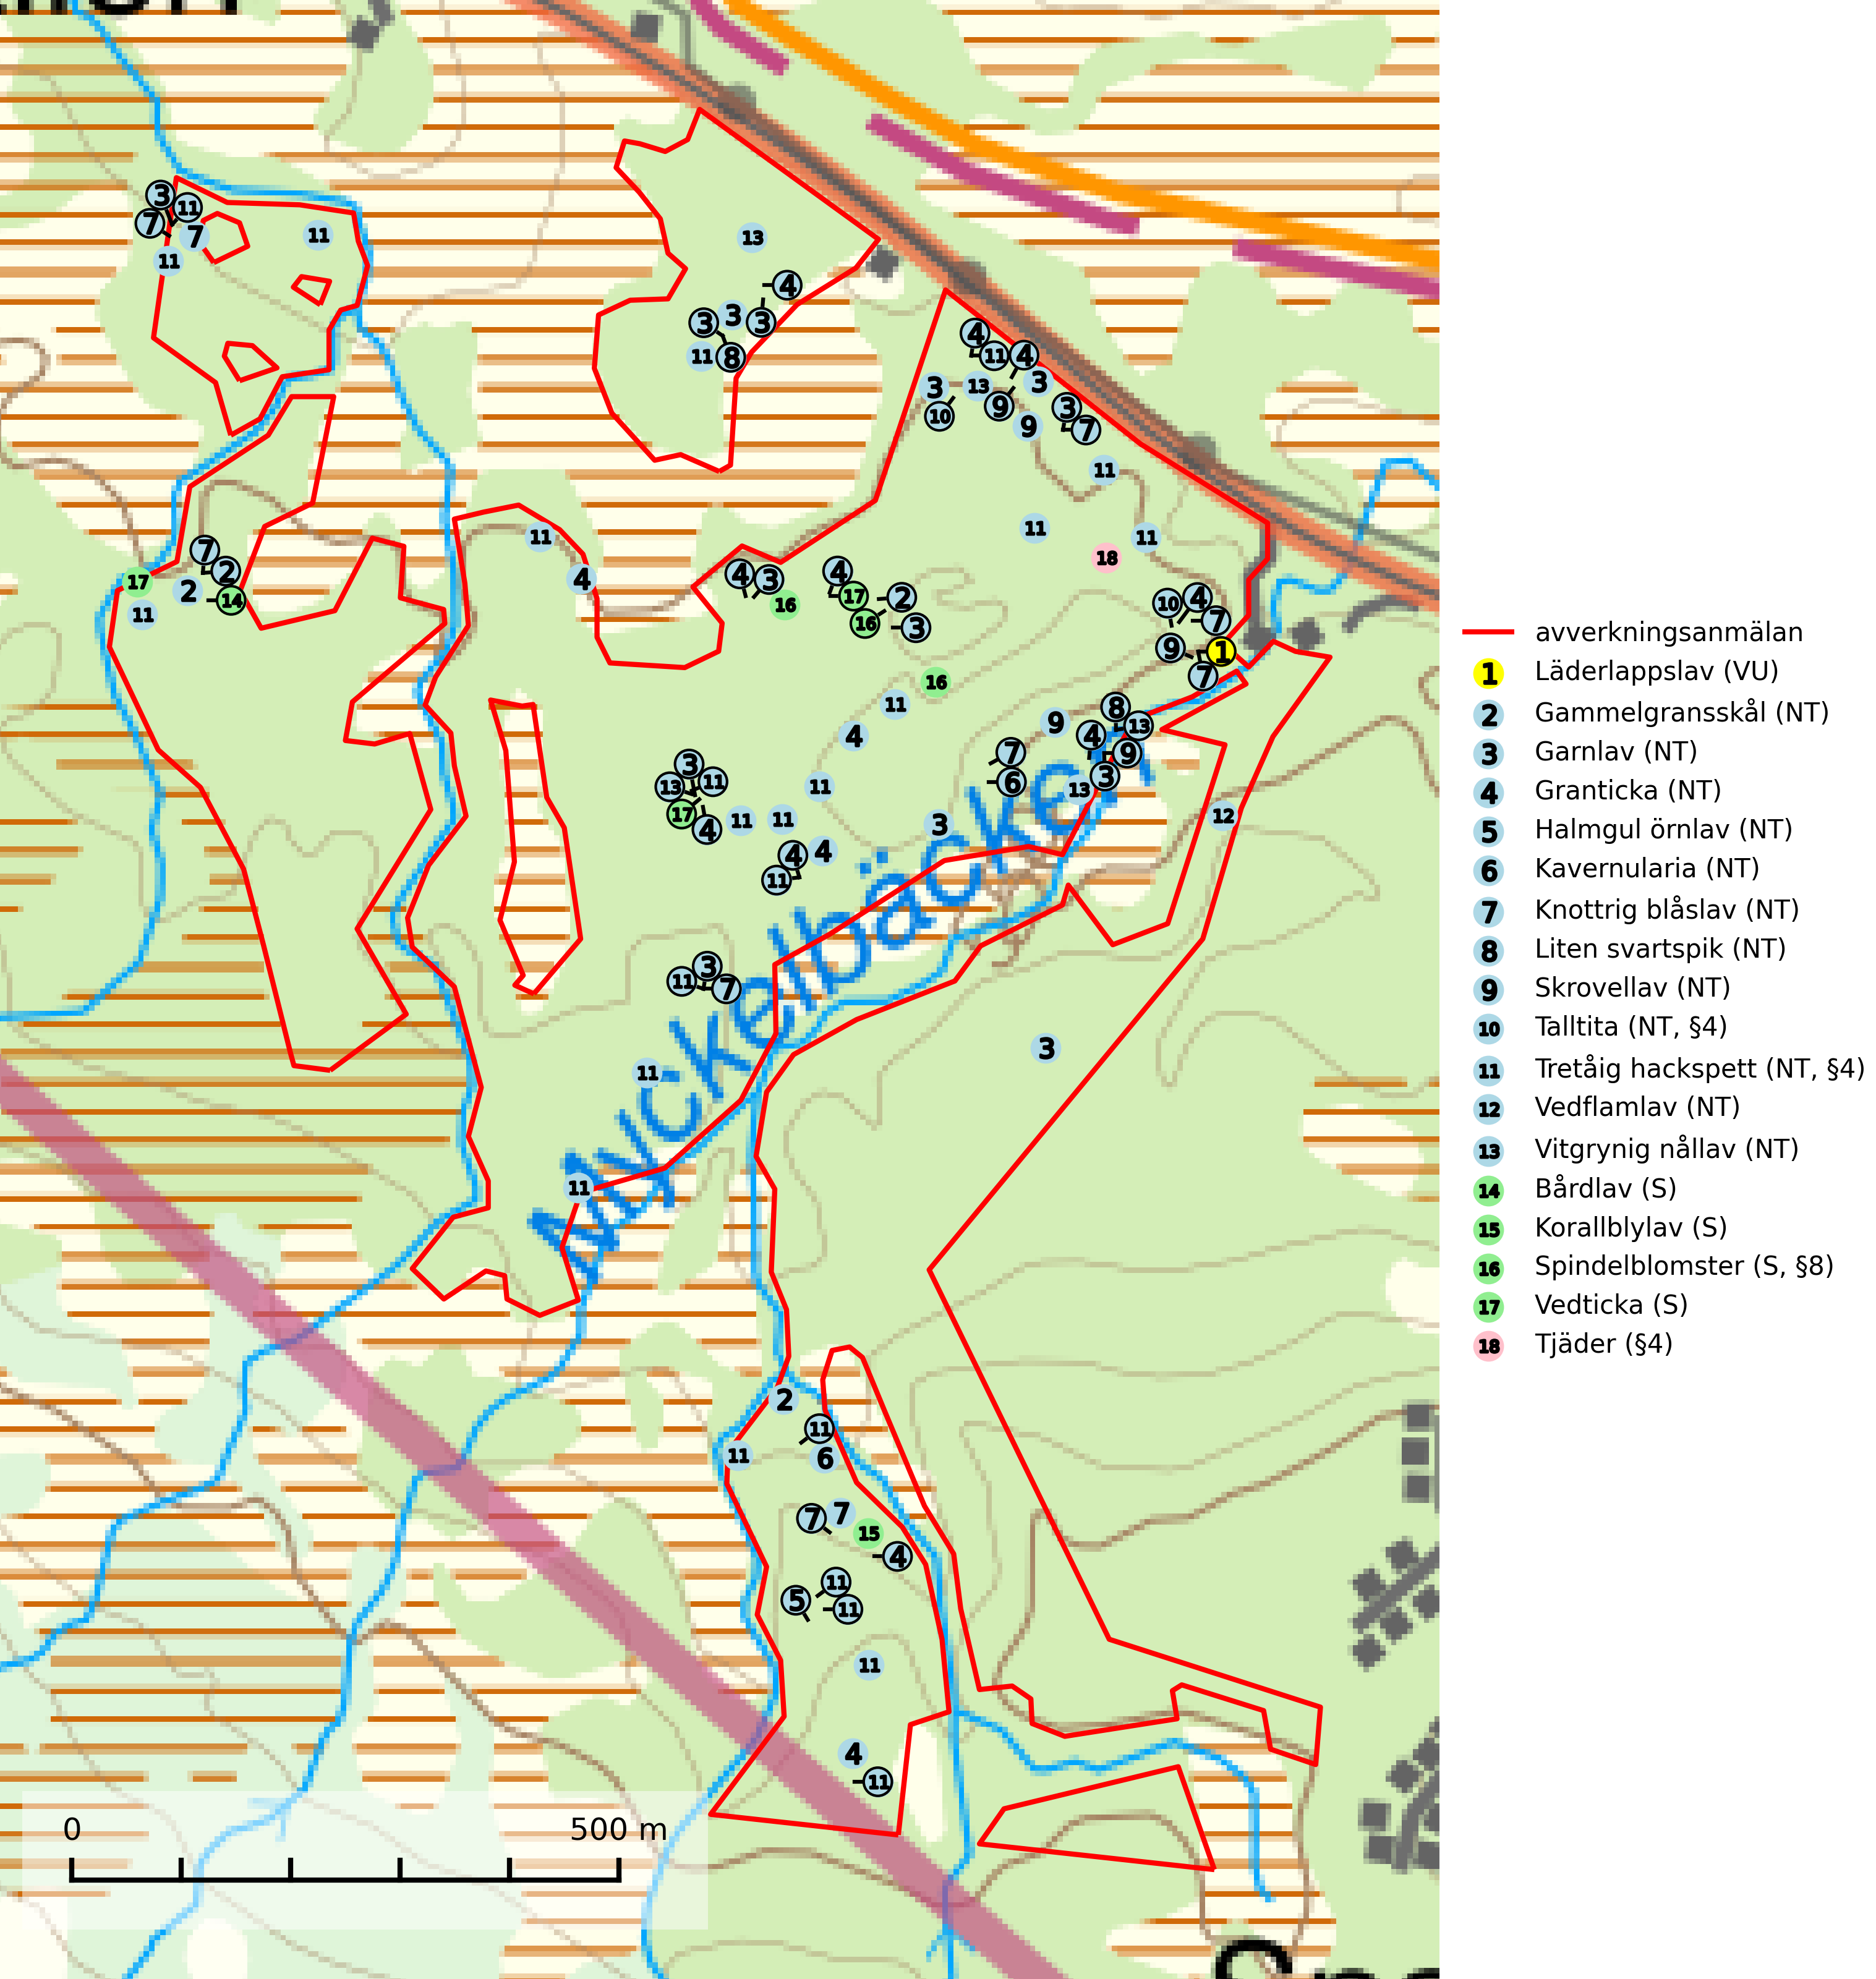 Myckelbäcken
avverkningsanmälan
1 Läderlappslav (VU)
2 Gammelgransskål (NT)
3 Garnlav (NT)
4 Granticka (NT)
5 Halmgul örnlav (NT)
6 Kavernularia (NT)
7 Knottrig blåslav (NT)
8 Liten svartspik (NT)
9 Skrovellav (NT)
10 Talltita (NT, §4)
11 Tretåig hackspett (NT, §4)
12 Vedflamlav (NT)
13 Vitgrynig nållav (NT)
14 Bårdlav (S)
15 Korallblylav (S)
16 Spindelblomster (S, §8)
17 Vedticka (S)
18 Tjäder (§4)
0 500 m